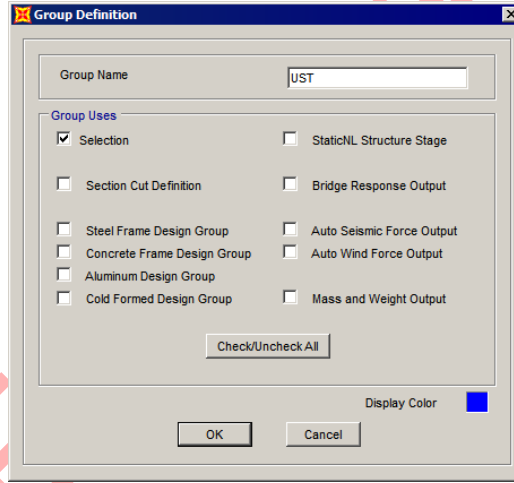 Group Definition
Group Name
UST
Group Uses
Selection
StaticNL Structure Stage
Section Cut Definition
Bridge Response Output
Steel Frame Design Group
Auto Seismic Force Output
Concrete Frame Design Group
Auto Wind Force Output
Aluminum Design Group
Cold Formed Design Group
Mass and Weight Output
Check/Uncheck All
Display Color
OK
Cancel